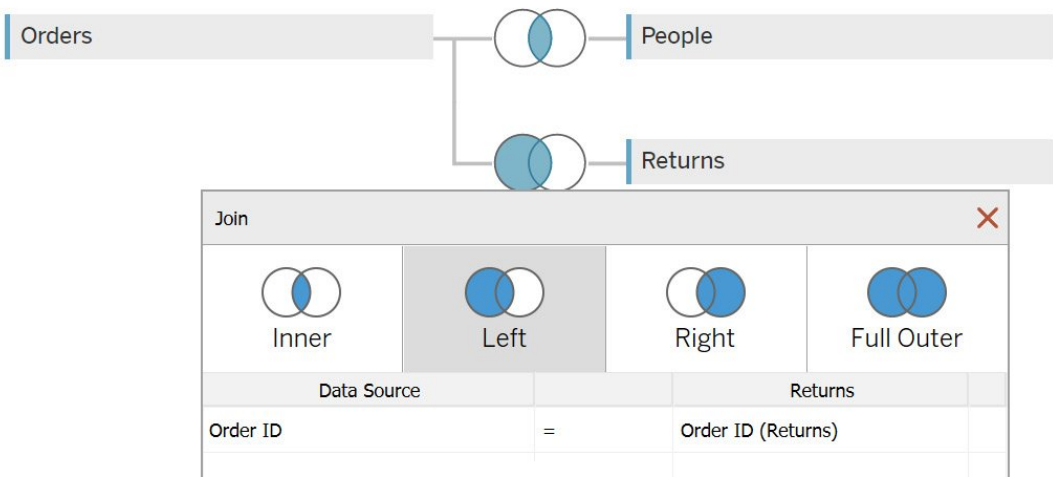 Orders
People
Returns
Join
Inner
Left
Right
Full Outer
Data Source
Returns
Order ID
=
Order ID (Returns)